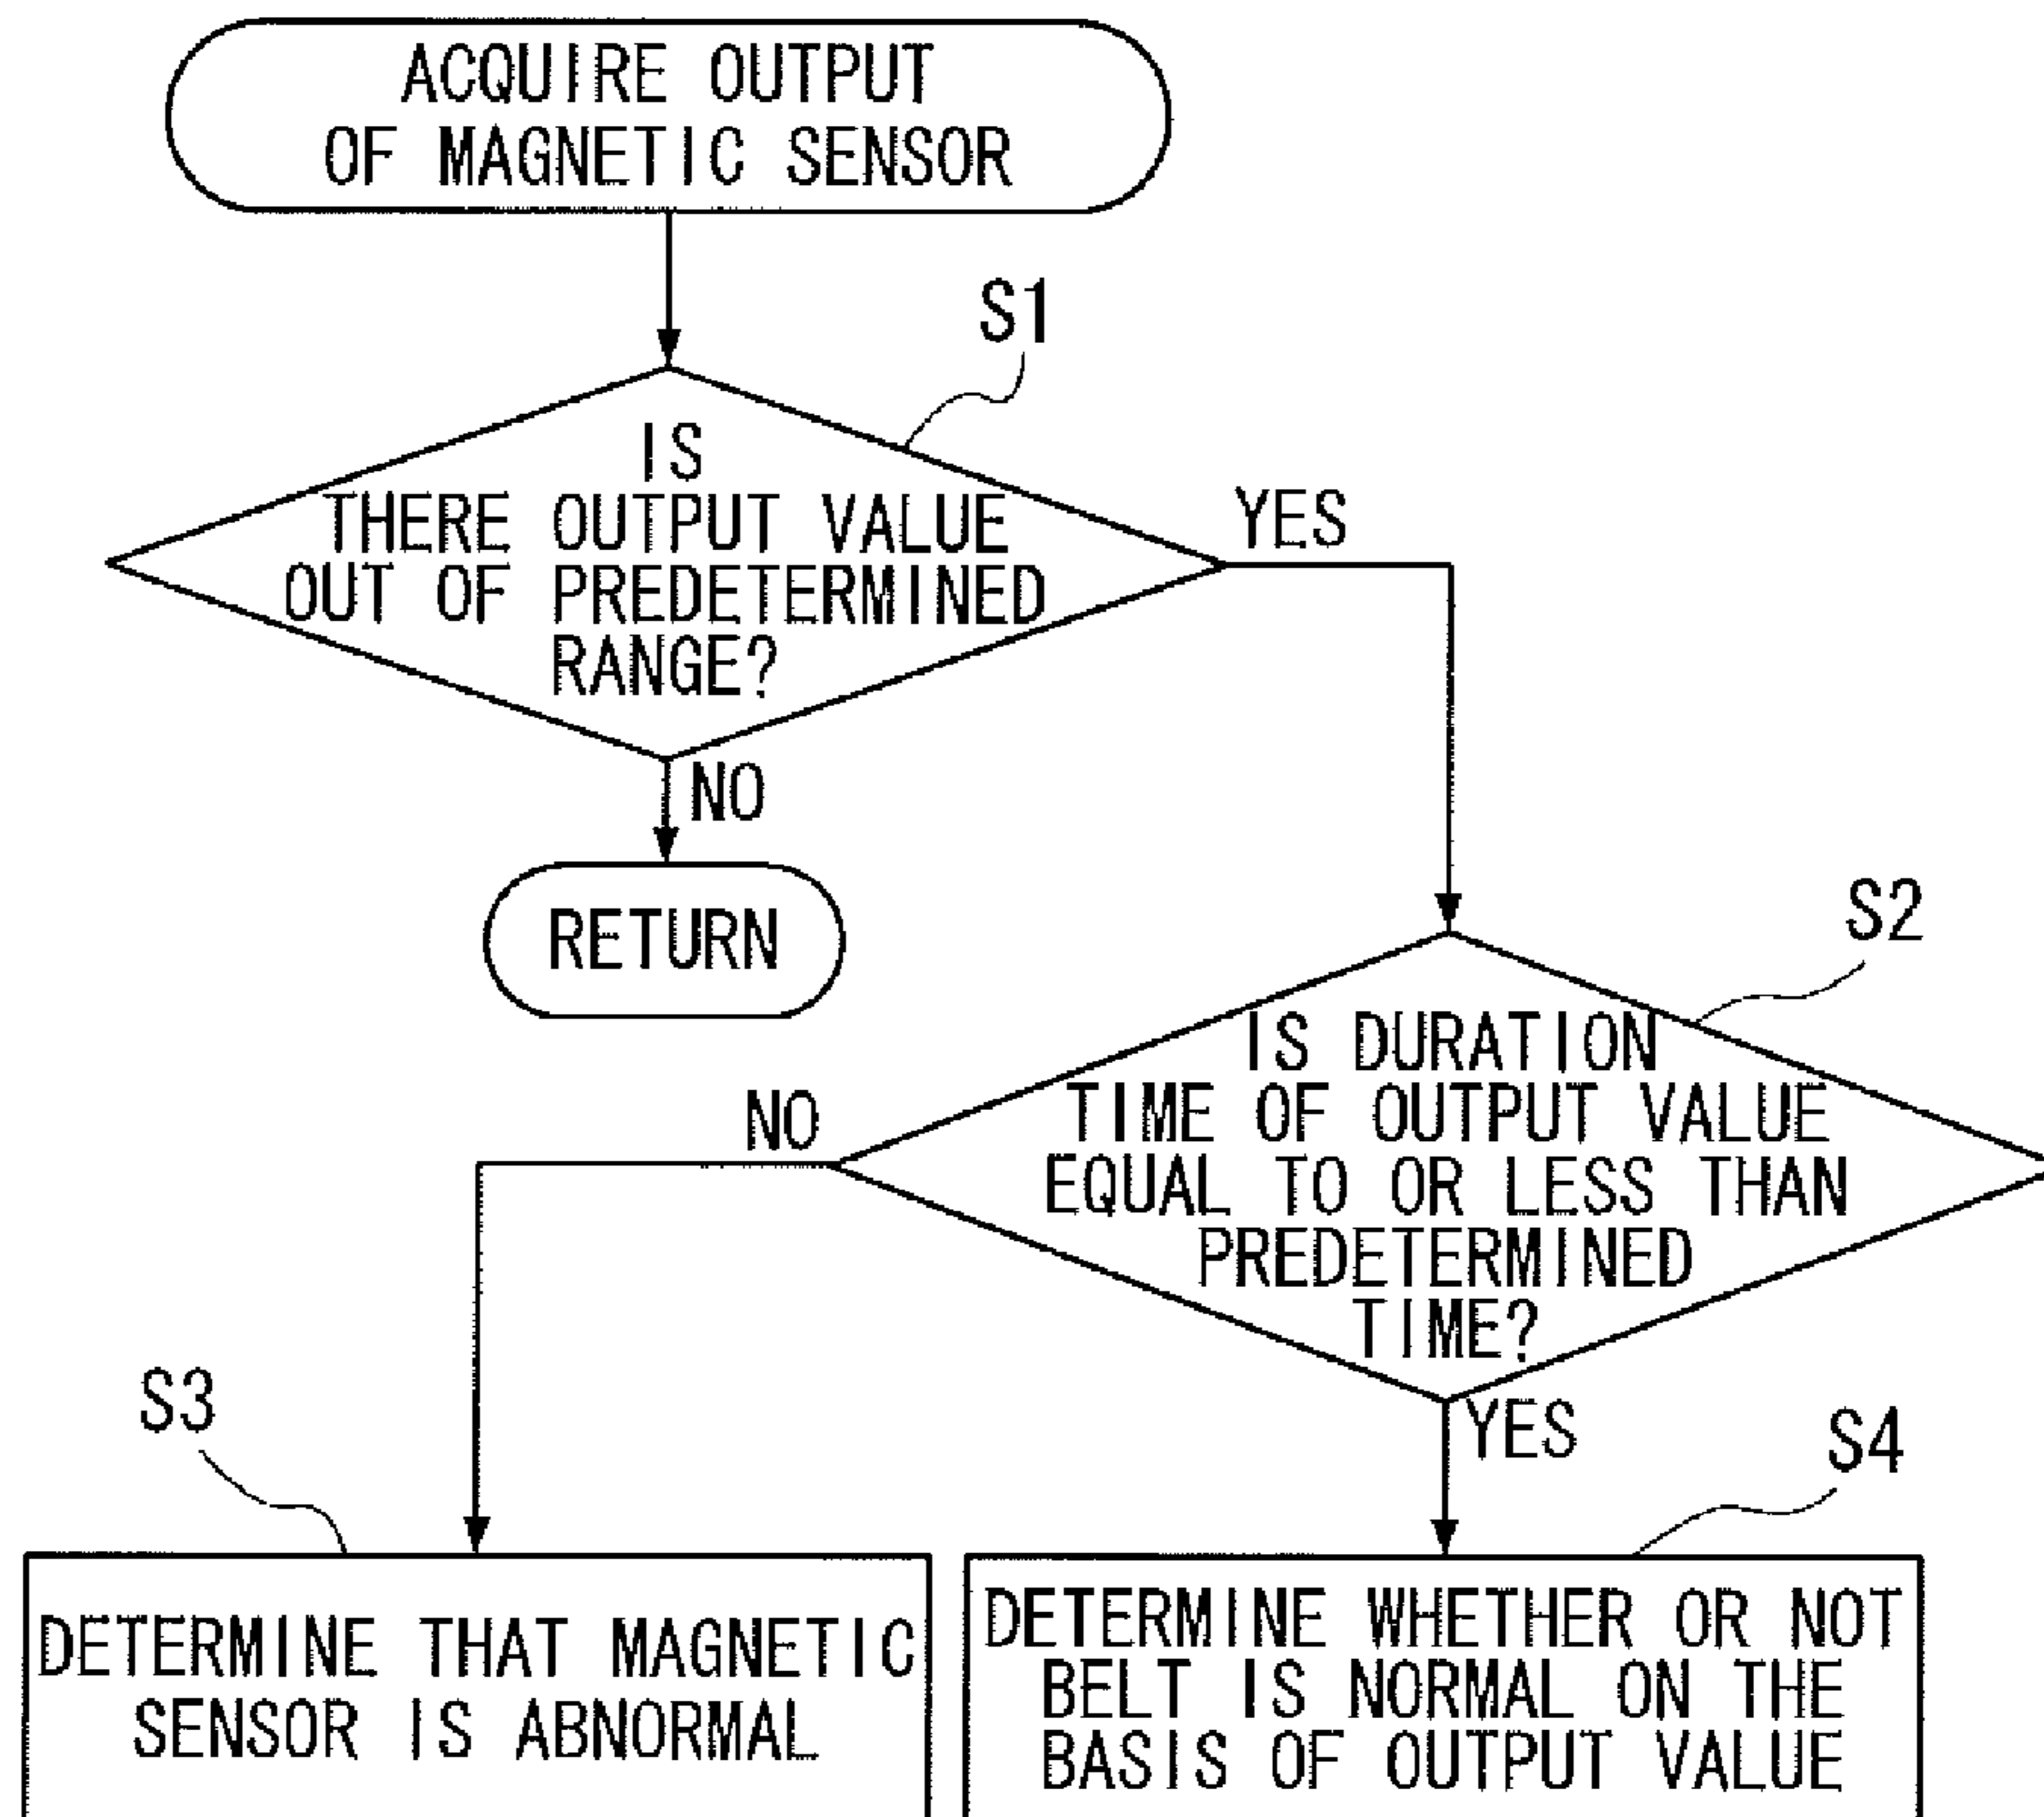 ACQUIRE OUTPUT
OF MAGNETIC SENSOR
S1
IS
THERE OUTPUT VALUE
OUT OF PREDETERMINED
RANGE?
YES
NO
RETURN
S2
IS DURATION
TIME OF OUTPUT VALUE
EQUAL TO OR LESS THAN
PREDETERMINED
TIME?
NO
YES
S3
DETERMINE THAT MAGNETIC
SENSOR IS ABNORMAL
S4
DETERMINE WHETHER OR NOT
BELT IS NORMAL ON THE
BASIS OF OUTPUT VALUE